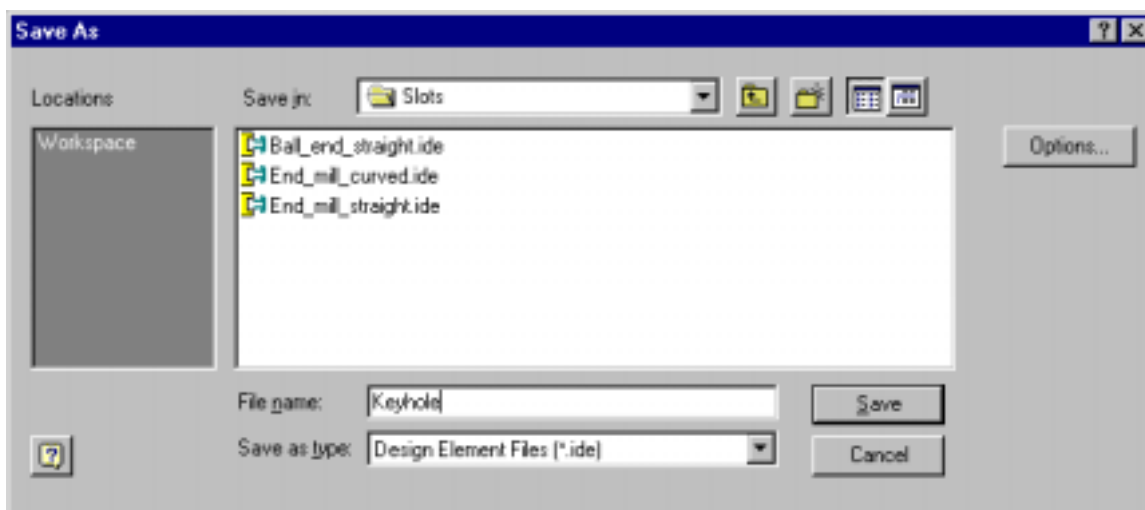 Save As
Locations
Save in: Slots
Workspace
Ball_end_straight.ide
End_mill_curved.ide
End_mill_straight.ide
Options...
File name: Keyhole
Save
Save as type: Design Element Files (*.ide)
Cancel